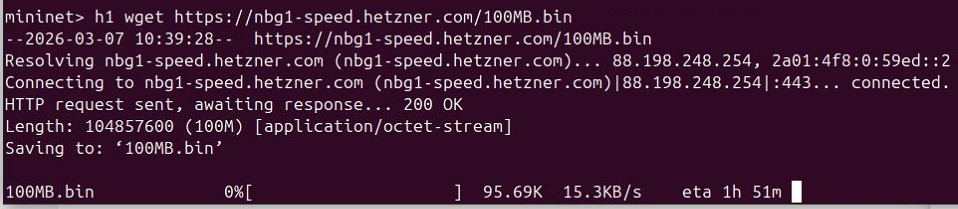 mininet> h1 wget https://nbg1-speed.hetzner.com/100MB.bin
--2026-03-07 10:39:28--  https://nbg1-speed.hetzner.com/100MB.bin
Resolving nbg1-speed.hetzner.com (nbg1-speed.hetzner.com)... 88.198.248.254, 2a01:4f8:0:59ed::2
Connecting to nbg1-speed.hetzner.com (nbg1-speed.hetzner.com)|88.198.248.254|:443... connected.
HTTP request sent, awaiting response... 200 OK
Length: 104857600 (100M) [application/octet-stream]
Saving to: ‘100MB.bin’
100MB.bin             0%[                    ]  95.69K  15.3KB/s    eta 1h 51m